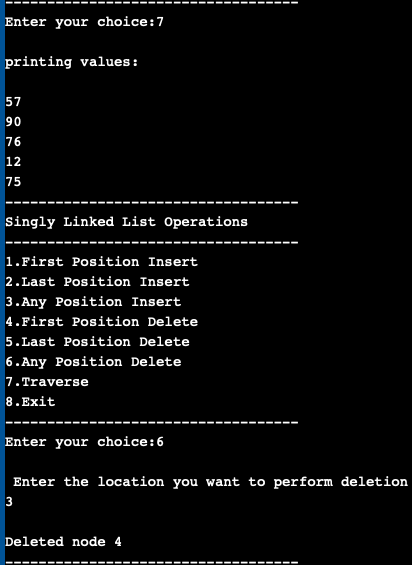 -----------------------------------
Enter your choice:7
printing values:
57
90
76
12
75
-----------------------------------
Singly Linked List Operations
-----------------------------------
1.First Position Insert
2.Last Position Insert
3.Any Position Insert
4.First Position Delete
5.Last Position Delete
6.Any Position Delete
7.Traverse
8.Exit
-----------------------------------
Enter your choice:6
Enter the location you want to perform deletion
3
Deleted node 4
-----------------------------------